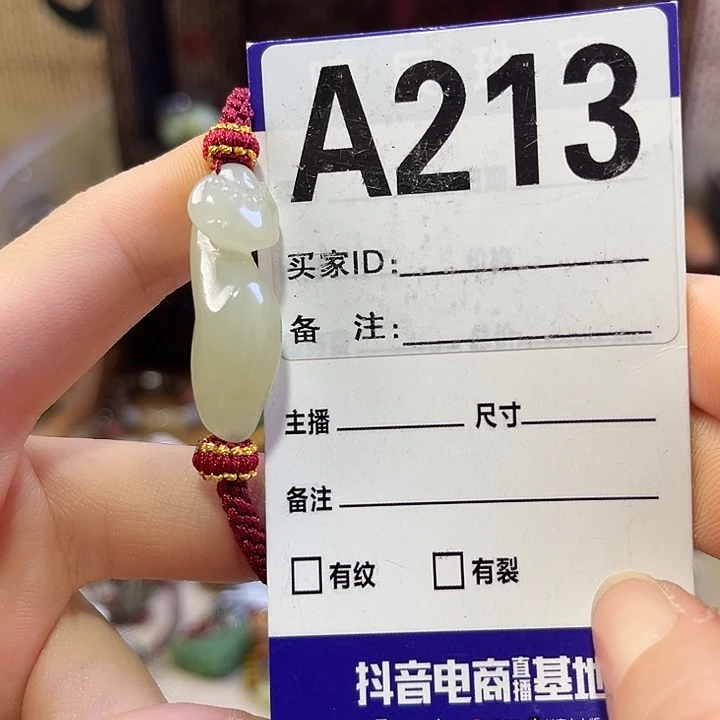 A213
买家ID:
备 注:
主播 尺寸
备注
□有纹 □有裂
抖音电商直播基地